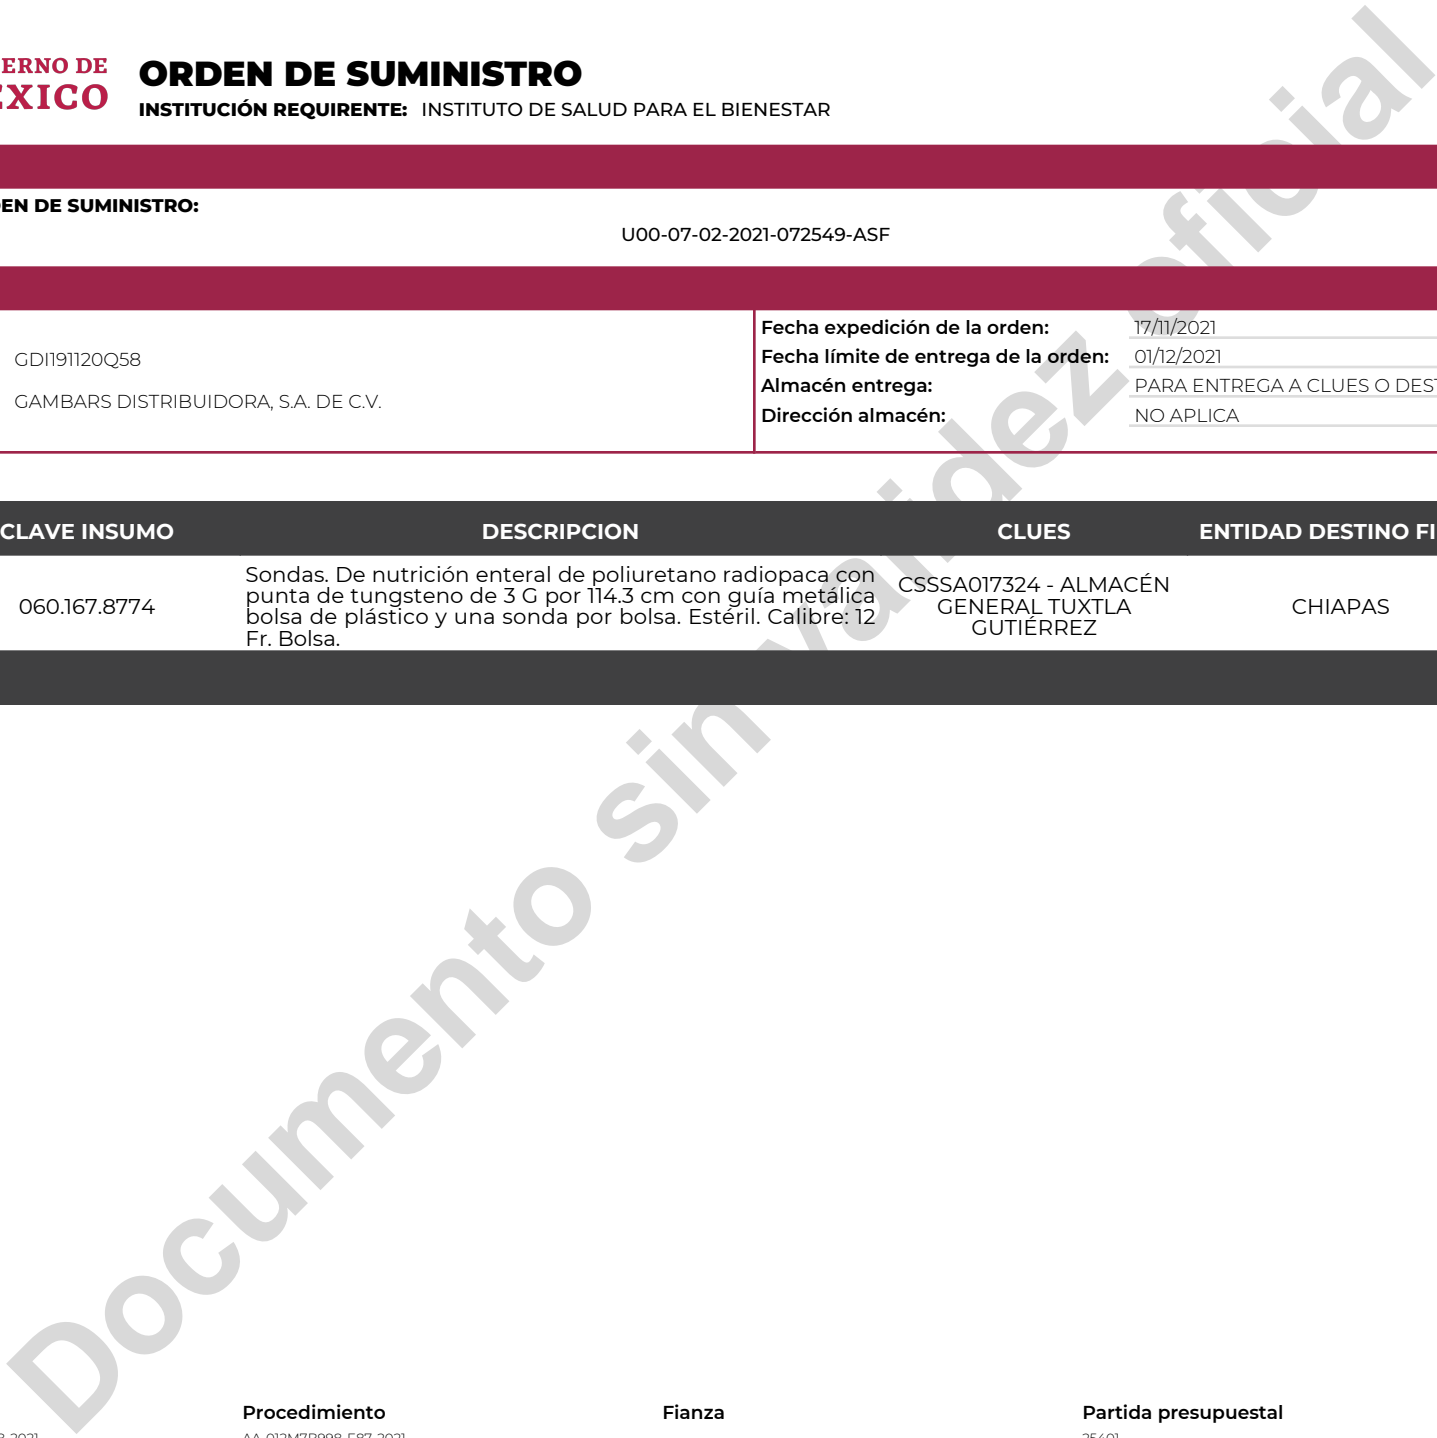 ERNO DE
XICO
ORDEN DE SUMINISTRO
INSTITUCIÓN REQUIRENTE: INSTITUTO DE SALUD PARA EL BIENESTAR
EN DE SUMINISTRO:
U00-07-02-2021-072549-ASF
GDI191120Q58
GAMBARS DISTRIBUIDORA, S.A. DE C.V.
Fecha expedición de la orden: 17/11/2021
Fecha límite de entrega de la orden: 01/12/2021
Almacén entrega: PARA ENTREGA A CLUES O DEST
Dirección almacén: NO APLICA
CLAVE INSUMO DESCRIPCION CLUES ENTIDAD DESTINO FI
060.167.8774
Sondas. De nutrición enteral de poliuretano radiopaca con
punta de tungsteno de 3 G por 114.3 cm con guía metálica
bolsa de plástico y una sonda por bolsa. Estéril. Calibre: 12
Fr. Bolsa.
CSSSA017324 - ALMACÉN
GENERAL TUXTLA
GUTIÉRREZ
CHIAPAS
Documento sin validez oficial
Procedimiento Fianza Partida presupuestal